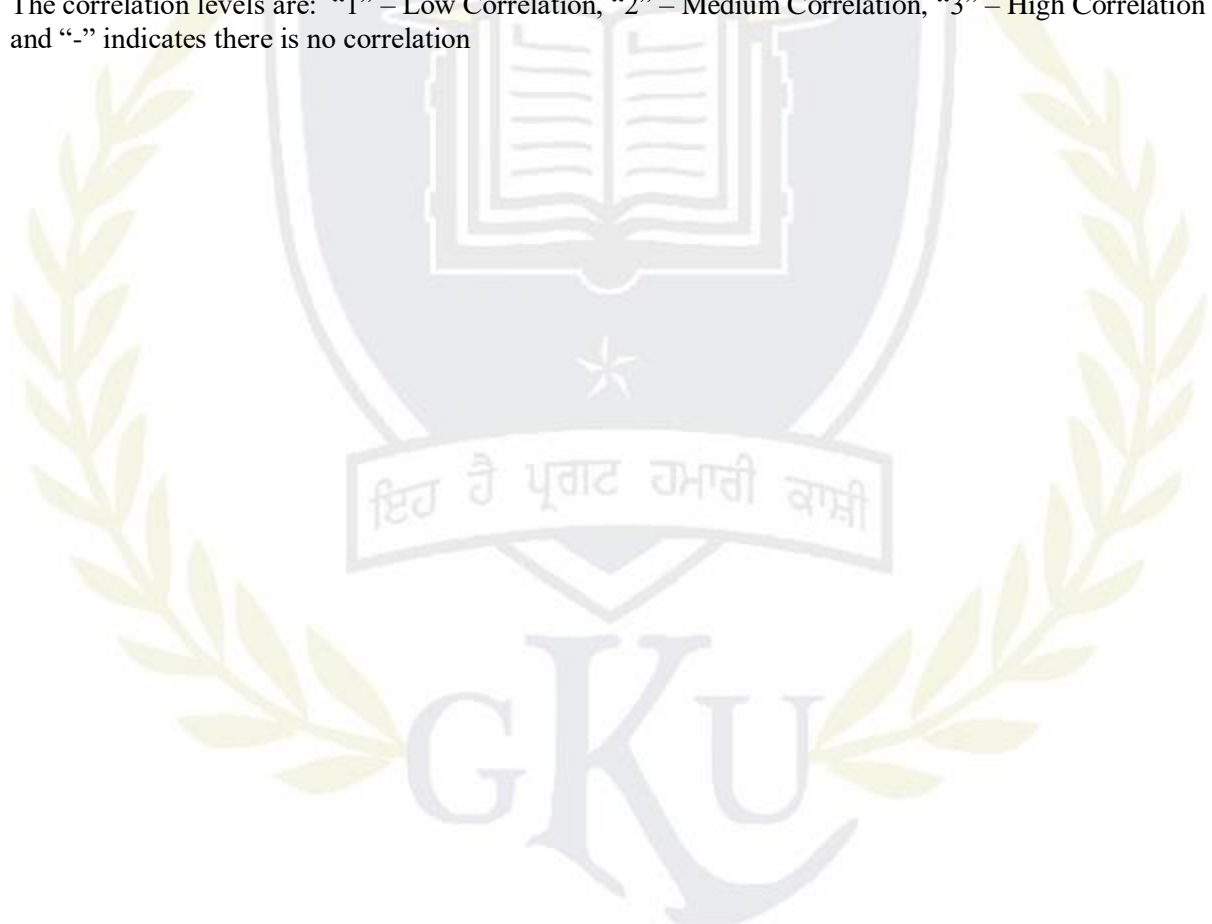 The correlation levels are: “1” – Low Correlation, “2” – Medium Correlation, “3” – High Correlation
and “-” indicates there is no correlation
ਇਹ ਹੈ ਪ੍ਰਗਟ ਹਮਾਰੀ ਕਾਸ਼ੀ
GKU